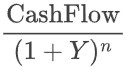 CashFlow
(1 + Y)ⁿ